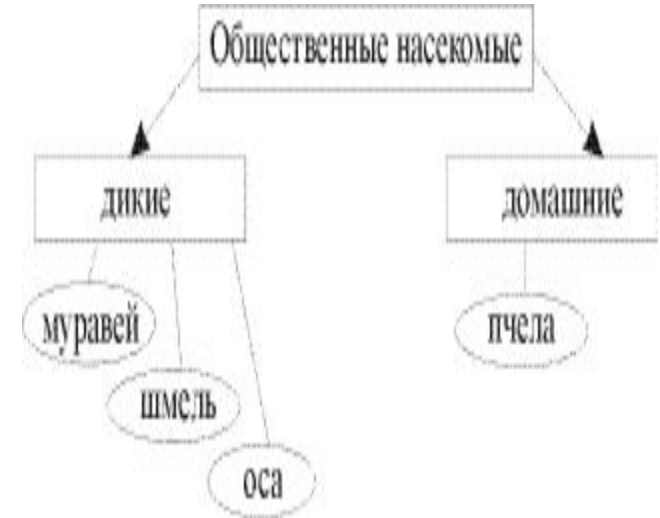 Общественные насекомые
дикие
домашние
муравей
пчела
шмель
оса